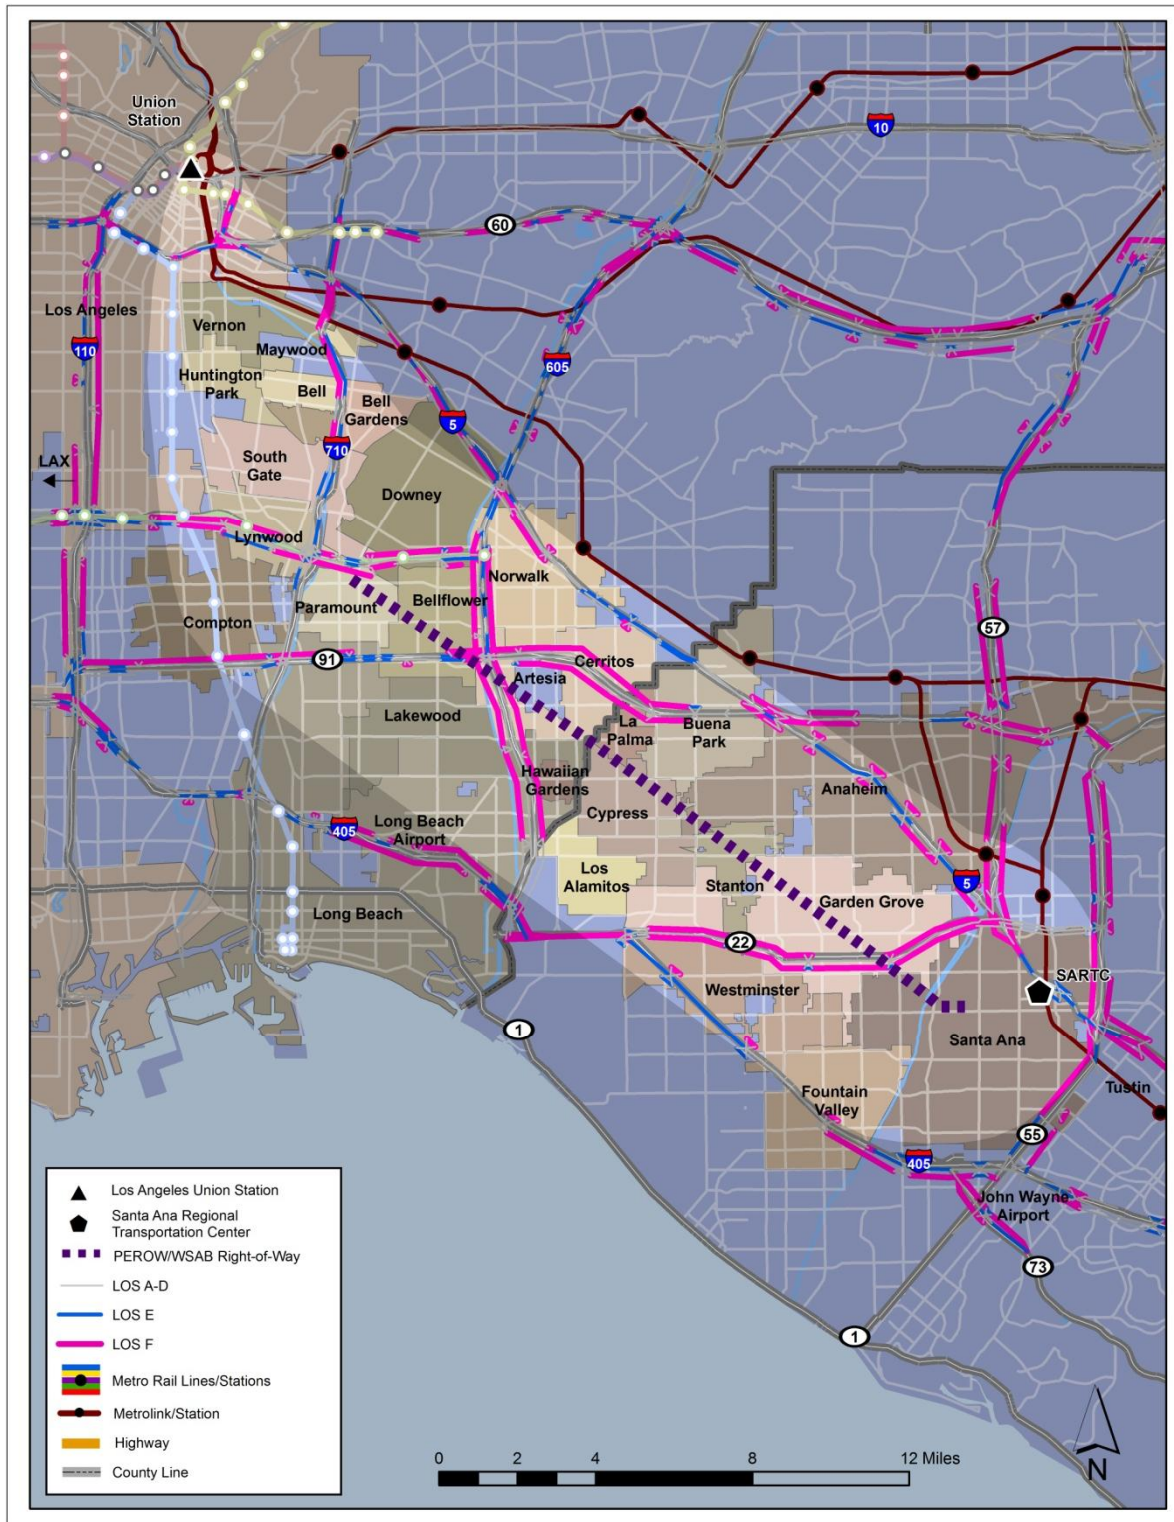 Union
Station
10
60
Los Angeles
Vernon
110
Maywood
605
Huntington
Park
Bell
Bell
Gardens
5
710
LAX
South
Gate
Downey
Lynwood
Norwalk
Paramount
Bellflower
Compton
57
91
Cerritos
Artesia
Lakewood
La
Palma
Buena
Park
Hawaiian
Gardens
Anaheim
Cypress
405
Long Beach
Airport
Los
Alamitos
Stanton
5
Garden Grove
Long Beach
22
SARTC
Westminster
1
Santa Ana
Tustin
Fountain
Valley
55
405
John Wayne
Airport
73
1
Los Angeles Union Station
Santa Ana Regional
Transportation Center
PEROW/WSAB Right-of-Way
LOS A-D
LOS E
LOS F
Metro Rail Lines/Stations
Metrolink/Station
Highway
County Line
0 2 4 8 12 Miles
N